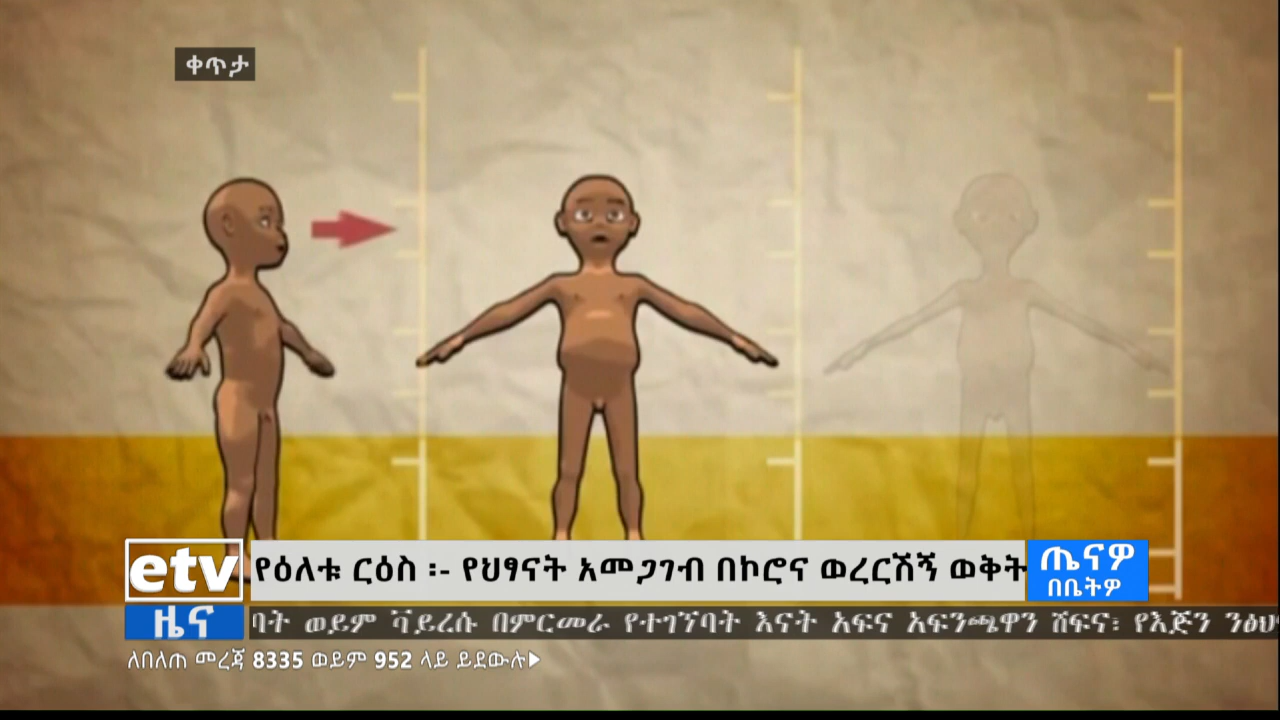 ቀጥታ
etv
የዕለቱ ርዕስ ፡- የህፃናት አመጋገብ በኮሮና ወረርሽኝ ወቅት
ጤናዎ
በቤትዎ
ዜና
ባት ወይም ቫይረሱ በምርመራ የተገኘባት እናት አፍና አፍንጫዋን ሸፍና፤ የእጅን ንፅህ
ለበለጠ መረጃ 8335 ወይም 952 ላይ ይደውሉ